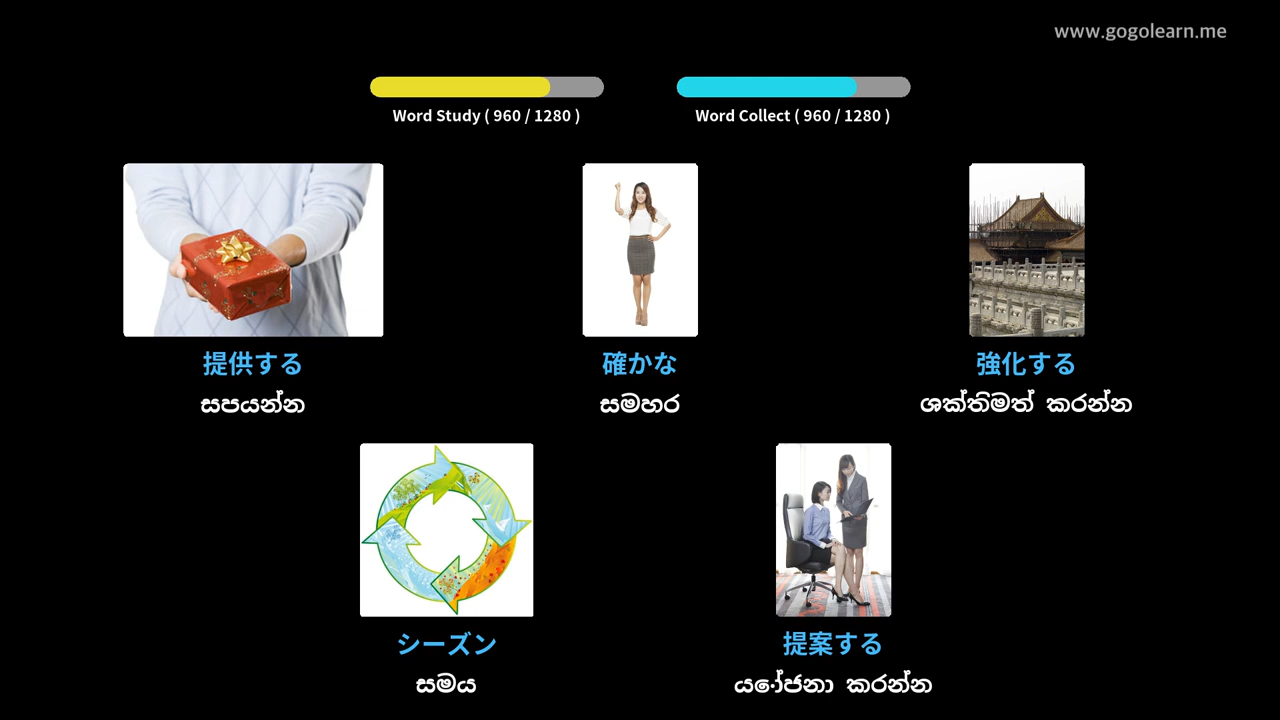 www.gogolearn.me
Word Study ( 960 / 1280 )
Word Collect ( 960 / 1280 )
提供する
සපයන්න
確かな
සමහර
強化する
ශක්තිමත් කරන්න
シーズン
සමය
提案する
යෝජනා කරන්න